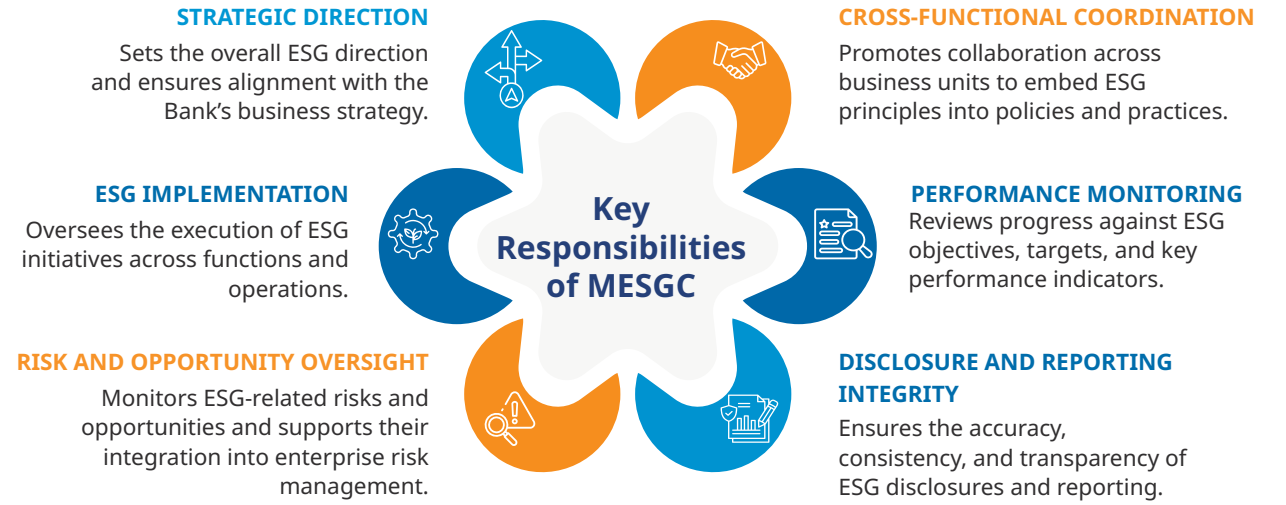 STRATEGIC DIRECTION
Sets the overall ESG direction
and ensures alignment with the
Bank’s business strategy.
ESG IMPLEMENTATION
Oversees the execution of ESG
initiatives across functions and
operations.
RISK AND OPPORTUNITY OVERSIGHT
Monitors ESG-related risks and
opportunities and supports their
integration into enterprise risk
management.
Key
Responsibilities
of MESGC
CROSS-FUNCTIONAL COORDINATION
Promotes collaboration across
business units to embed ESG
principles into policies and practices.
PERFORMANCE MONITORING
Reviews progress against ESG
objectives, targets, and key
performance indicators.
DISCLOSURE AND REPORTING
INTEGRITY
Ensures the accuracy,
consistency, and transparency of
ESG disclosures and reporting.